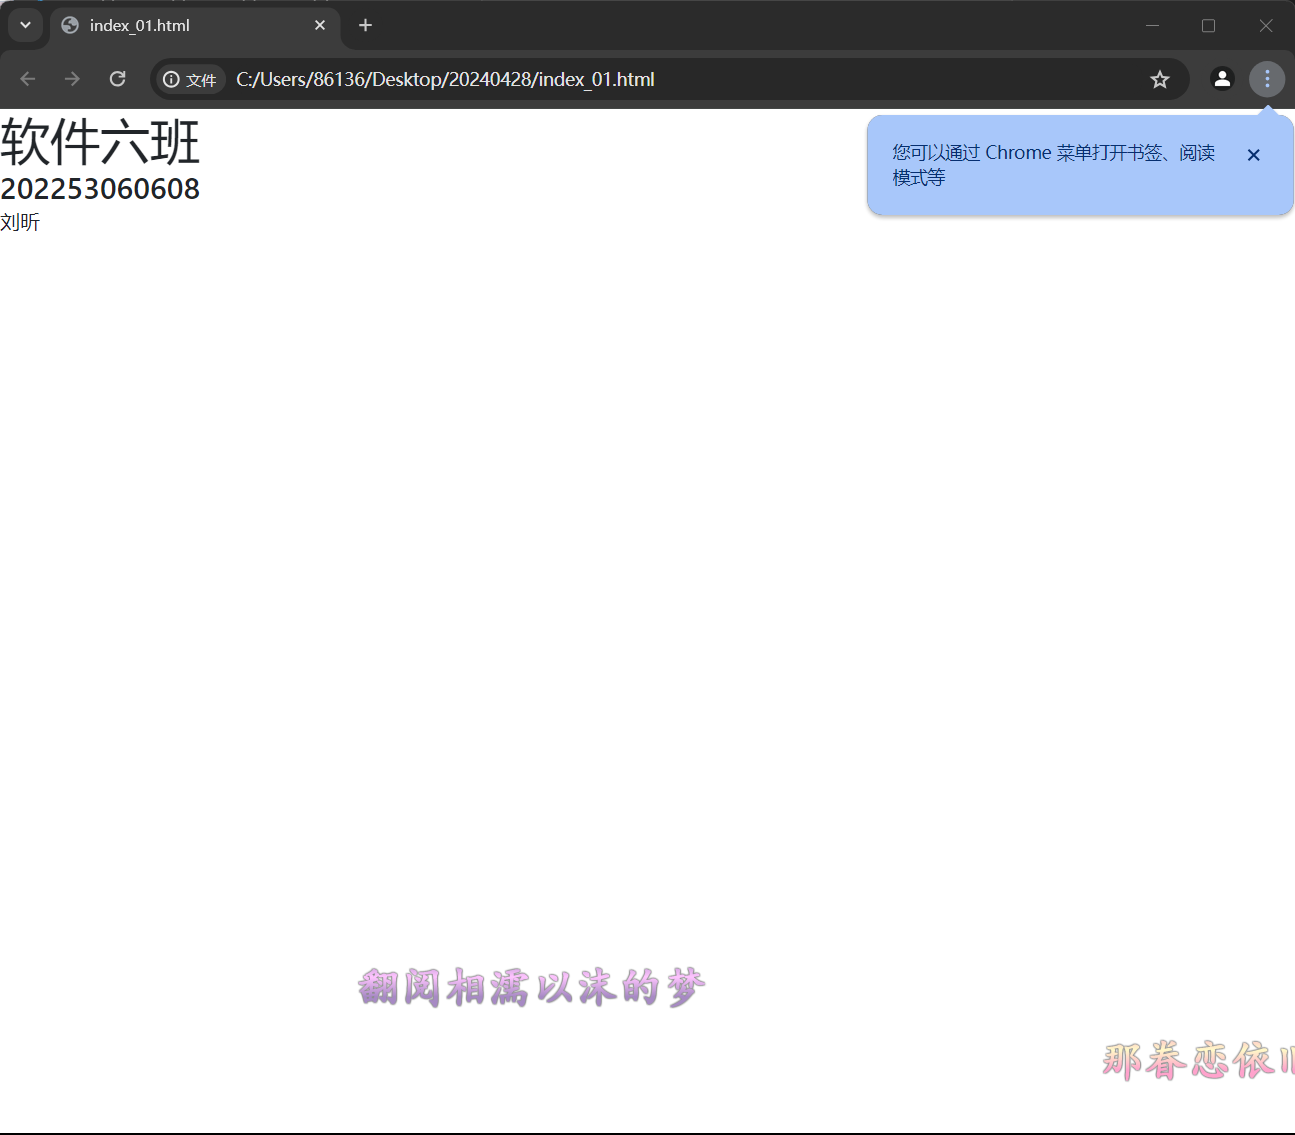 index_01.html
文件
C:/Users/86136/Desktop/20240428/index_01.html
软件六班
202253060608
刘昕
您可以通过 Chrome 菜单打开书签、阅读
模式等
翻阅相濡以沫的梦
那眷恋依